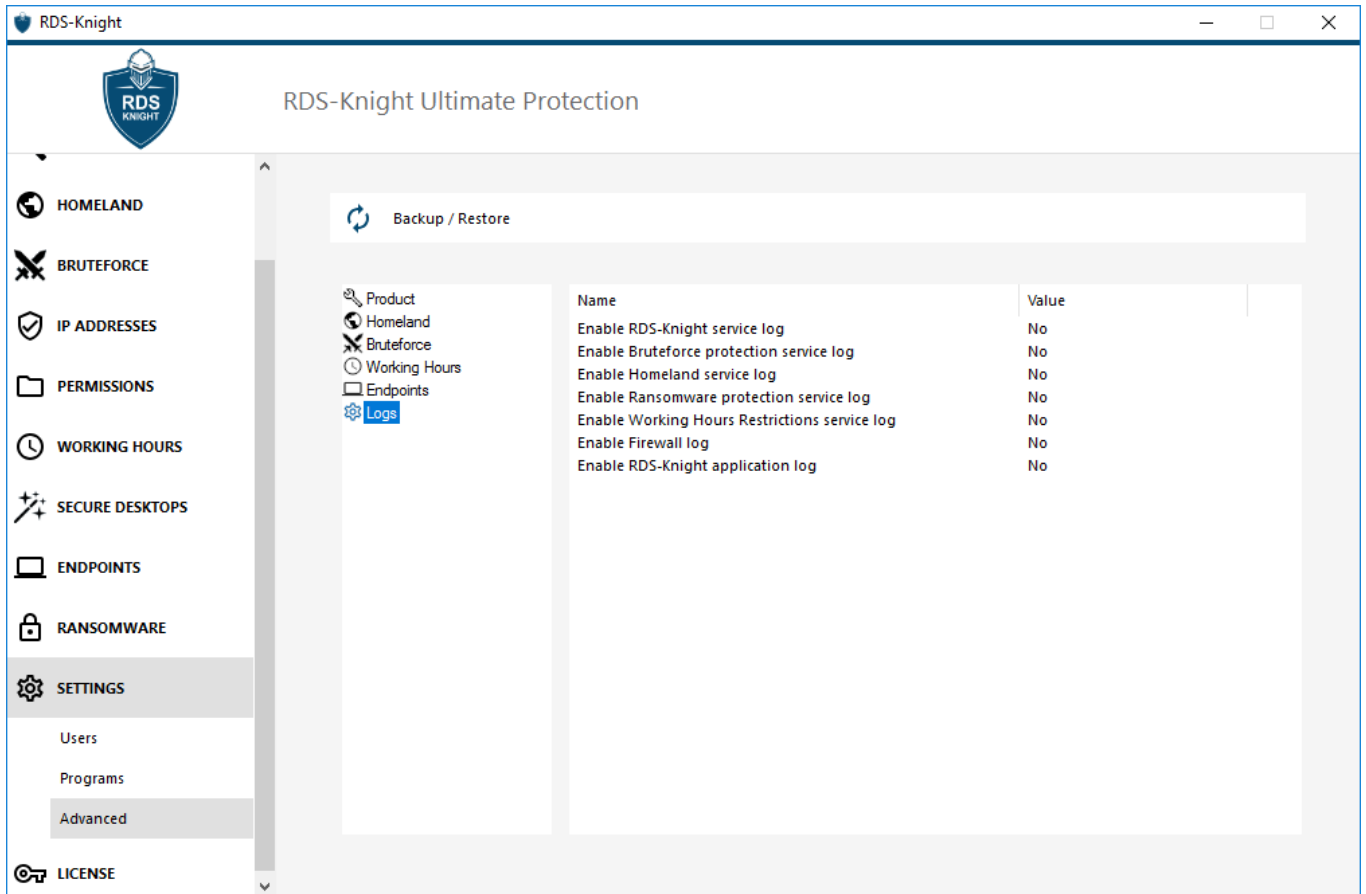 RDS-Knight
RDS
KNIGHT
RDS-Knight Ultimate Protection
HOMELAND
BRUTEFORCE
IP ADDRESSES
PERMISSIONS
WORKING HOURS
SECURE DESKTOPS
ENDPOINTS
RANSOMWARE
SETTINGS
Users
Programs
Advanced
LICENSE
Backup / Restore
Product
Homeland
Bruteforce
Working Hours
Endpoints
Logs
Name Value
Enable RDS-Knight service log No
Enable Bruteforce protection service log No
Enable Homeland service log No
Enable Ransomware protection service log No
Enable Working Hours Restrictions service log No
Enable Firewall log No
Enable RDS-Knight application log No